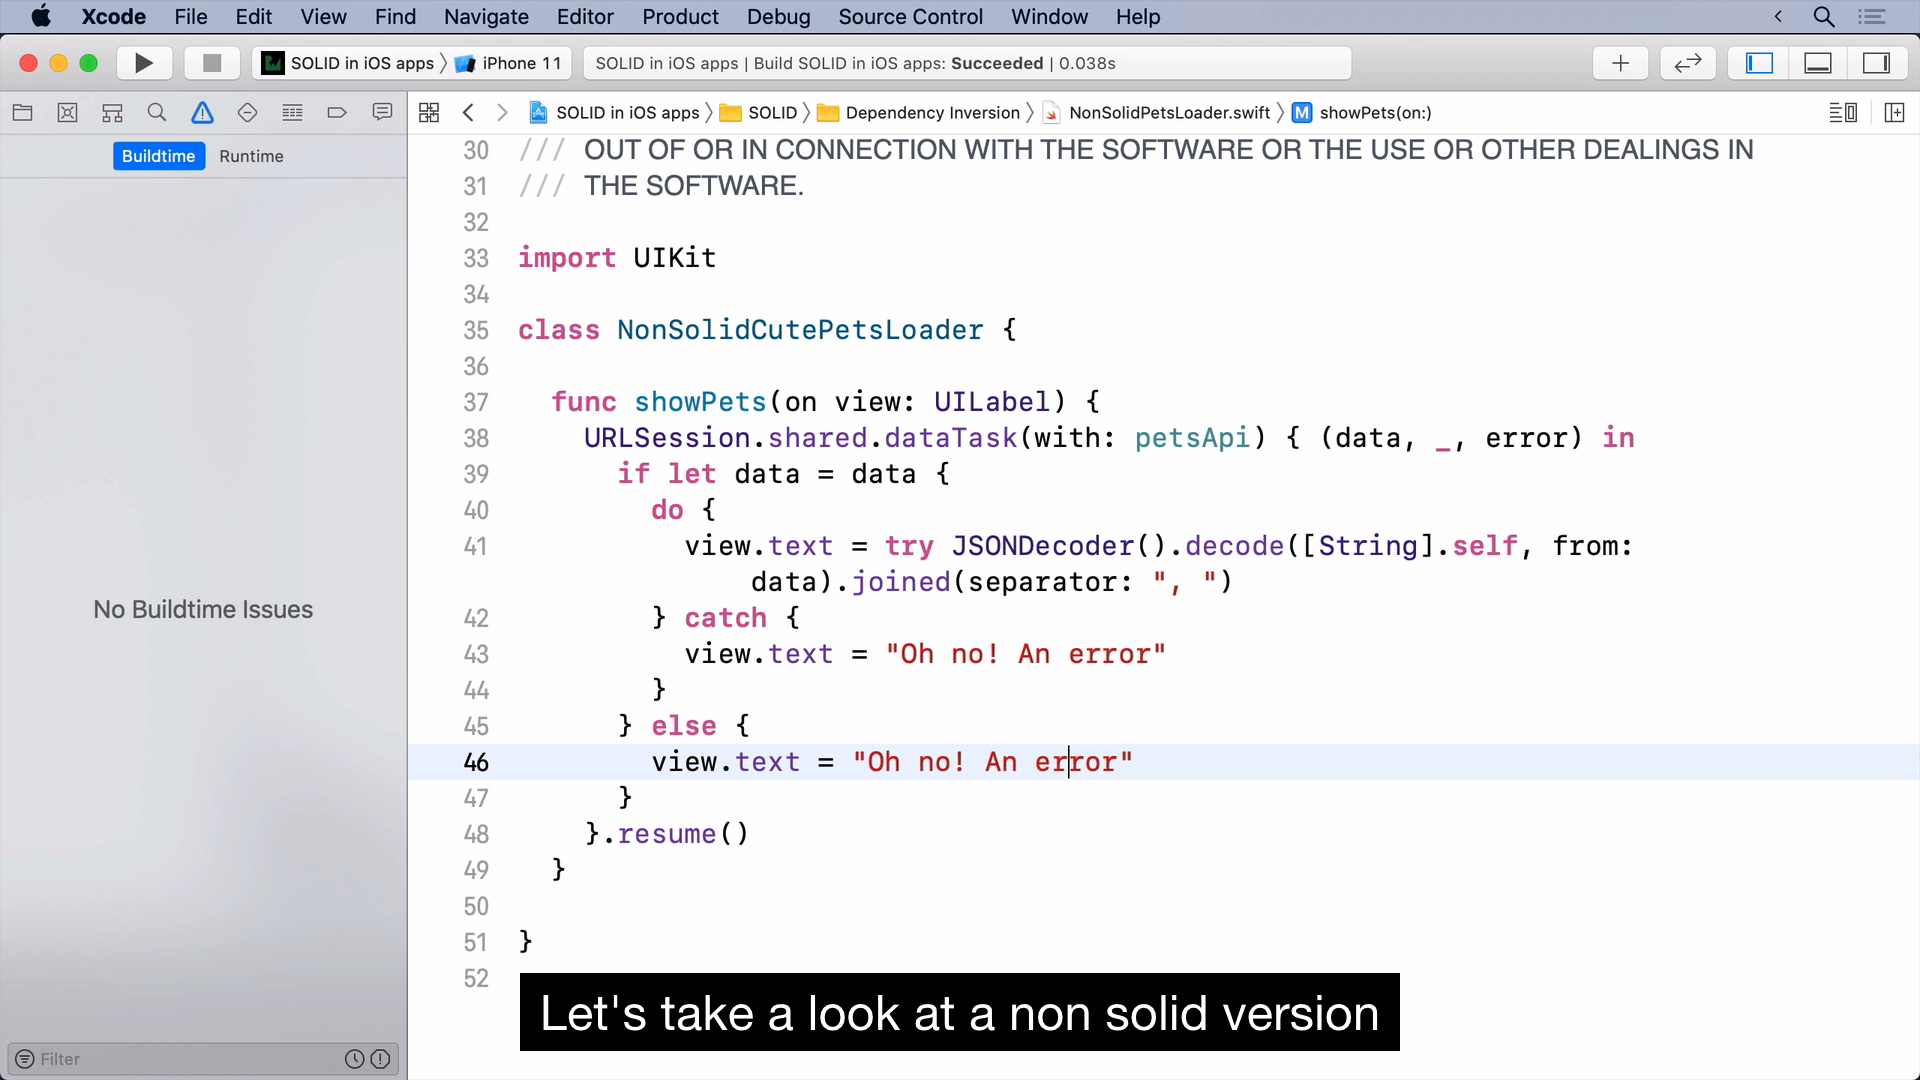 Xcode File Edit View Find Navigate Editor Product Debug Source Control Window Help
SOLID in iOS apps iPhone 11 SOLID in iOS apps | Build SOLID in iOS apps: Succeeded | 0.038s
SOLID in iOS apps SOLID Dependency Inversion NonSolidPetsLoader.swift M showPets(on:)
Buildtime Runtime
No Buildtime Issues
Filter
30 /// OUT OF OR IN CONNECTION WITH THE SOFTWARE OR THE USE OR OTHER DEALINGS IN
31 /// THE SOFTWARE.
32
33 import UIKit
34
35 class NonSolidCutePetsLoader {
36
37 func showPets(on view: UILabel) {
38 URLSession.shared.dataTask(with: petsApi) { (data, _, error) in
39 if let data = data {
40 do {
41 view.text = try JSONDecoder().decode([String].self, from:
data).joined(separator: ", ")
42 } catch {
43 view.text = "Oh no! An error"
44 }
45 } else {
46 view.text = "Oh no! An error"
47 }
48 }.resume()
49 }
50
51 }
52
Let's take a look at a non solid version